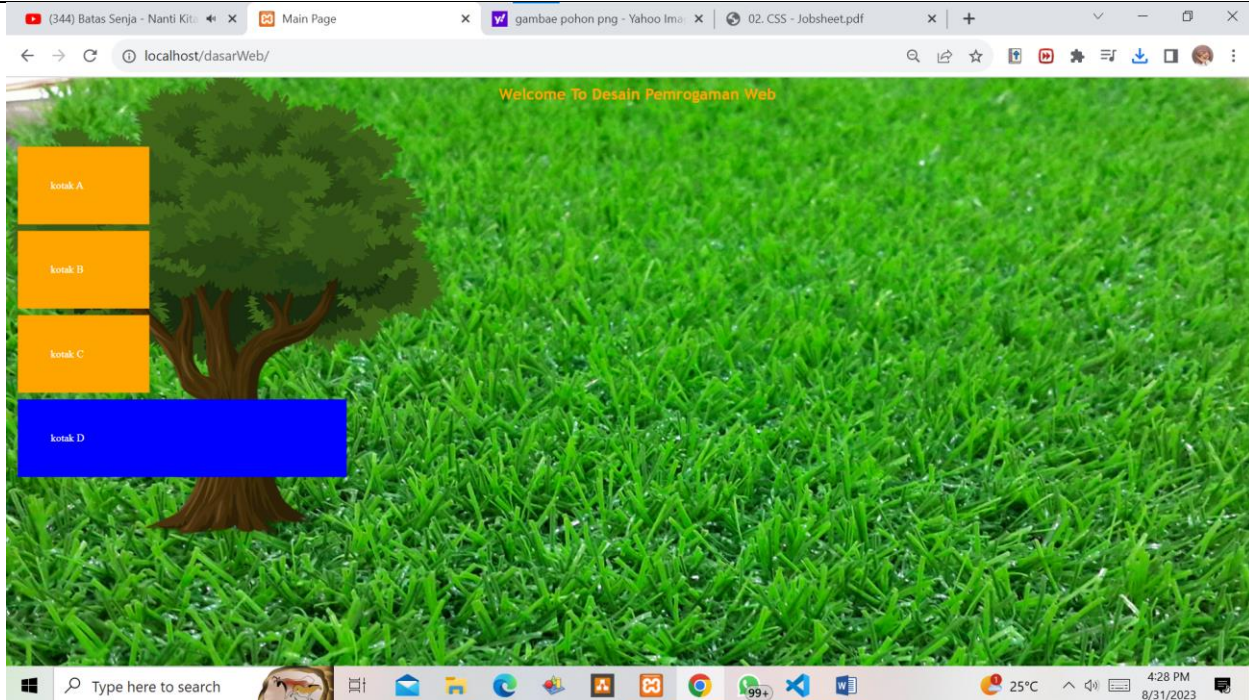 (344) Batas Senja - Nanti Kita
Main Page
gambae pohon png - Yahoo Ima
02. CSS - Jobsheet.pdf
localhost/dasarWeb/
Welcome To Desain Pemrogaman Web
kotak A
kotak B
kotak C
kotak D
Type here to search
99+
25°C
4:28 PM
8/31/2023